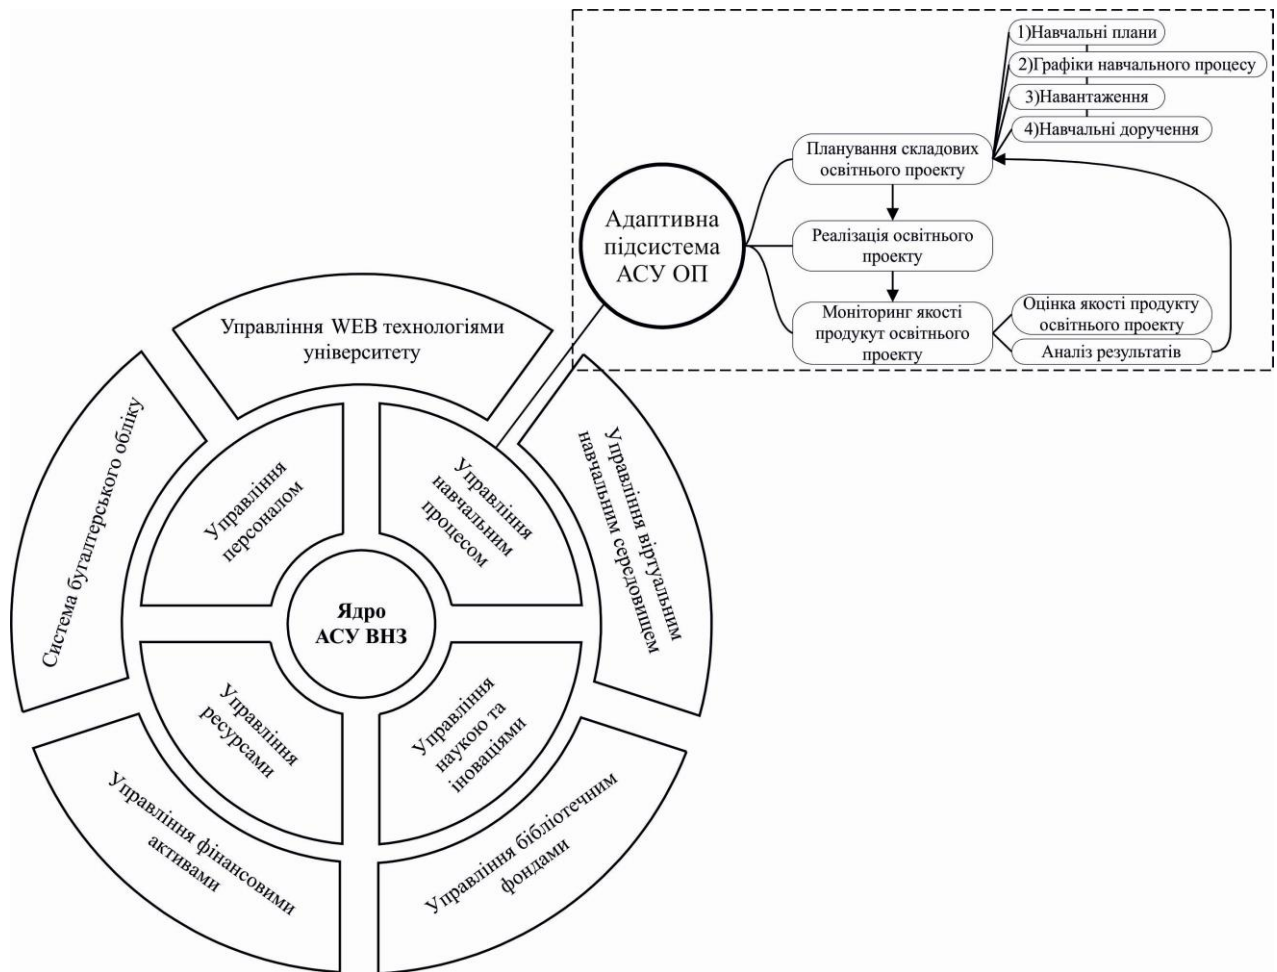 1)Навчальні плани
2)Графіки навчального процесу
3)Навантаження
4)Навчальні доручення
Планування складових
освітнього проекту
Адаптивна
підсистема
АСУ ОП
Реалізація освітнього
проекту
Моніторинг якості
продукут освітнього
проекту
Оцінка якості продукту
освітнього проекту
Аналіз результатів
Управління WEB технологіями
університету
Система бугалтерського обліку
Управління
персоналом
Управління
навчальним
процесом
Управління віртуальним
навчальним середовищем
Ядро
АСУ ВНЗ
Управління
ресурсами
Управління
наукою та
іноваціями
Управління фінансовими
активами
Управління бібліотечним
фондами